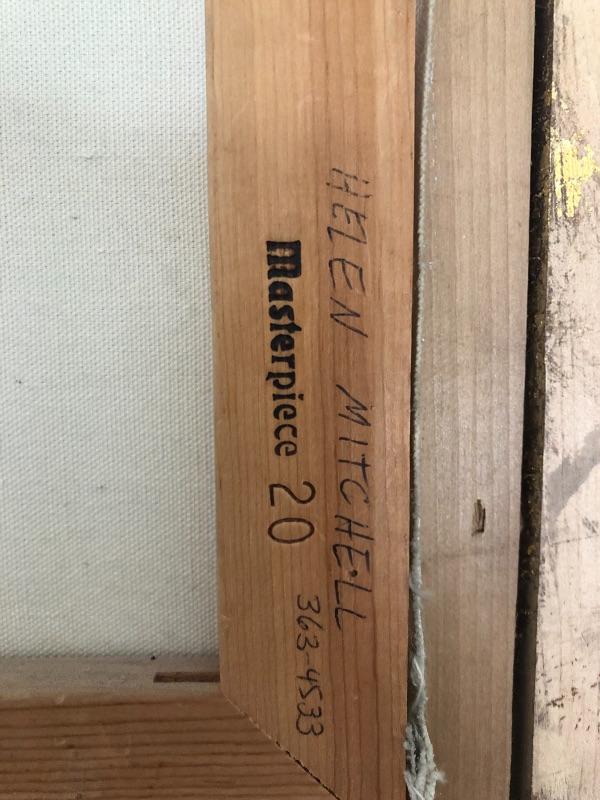 HELEN MITCHELL
Masterpiece 20
363-4533